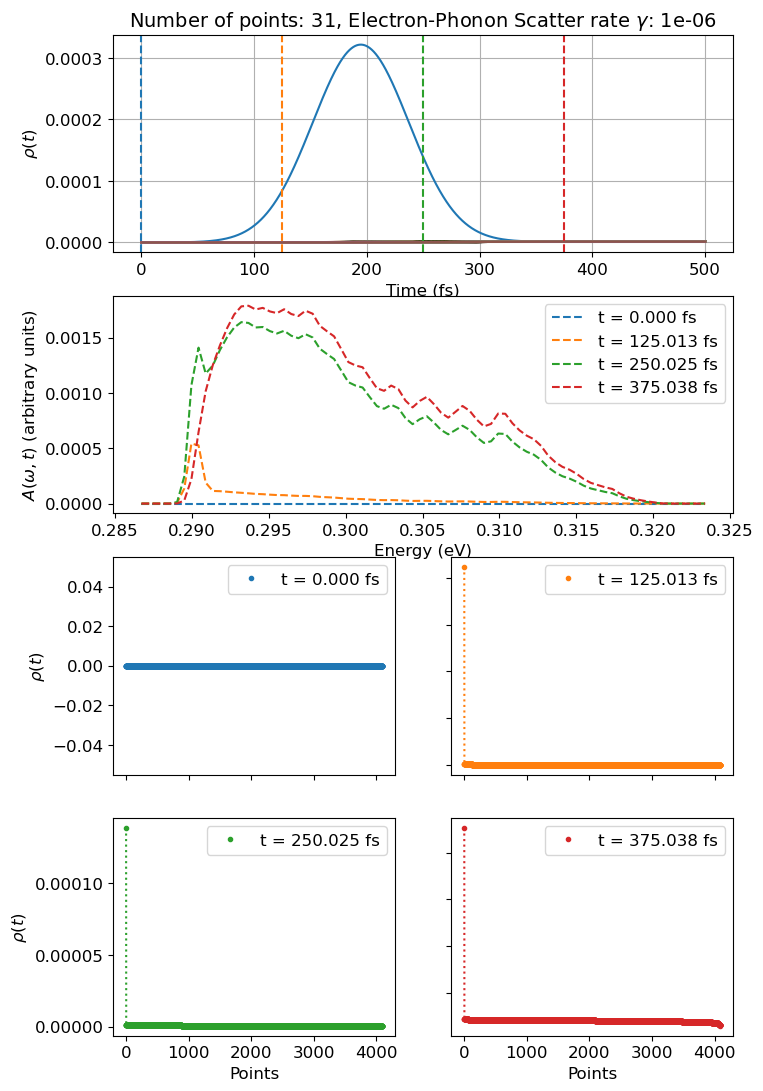 Number of points: 31, Electron-Phonon Scatter rate γ: 1e-06
0.0003
0.0002
0.0001
0.0000
ρ(t)
0 100 200 300 400 500
Time (fs)
A(ω, t) (arbitrary units)
0.0015
0.0010
0.0005
0.0000
t = 0.000 fs
t = 125.013 fs
t = 250.025 fs
t = 375.038 fs
0.285 0.290 0.295 0.300 0.305 0.310 0.315 0.320 0.325
Energy (eV)
ρ(t)
0.04
0.02
0.00
−0.02
−0.04
t = 0.000 fs
t = 125.013 fs
ρ(t)
0.00010
0.00005
0.00000
t = 250.025 fs
0 1000 2000 3000 4000
Points
t = 375.038 fs
0 1000 2000 3000 4000
Points